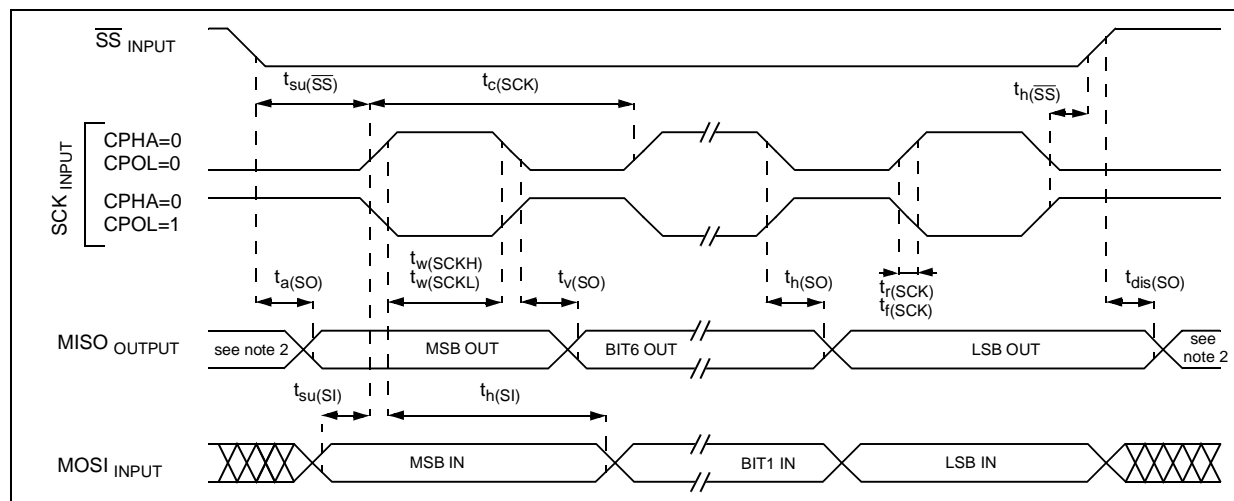 SS INPUT
tsu(SS)
tc(SCK)
th(SS)
SCK INPUT
CPHA=0
CPOL=0
CPHA=0
CPOL=1
ta(SO)
tw(SCKH)
tw(SCKL)
tv(SO)
th(SO)
tr(SCK)
tf(SCK)
tdis(SO)
MISO OUTPUT
see note 2
MSB OUT
BIT6 OUT
LSB OUT
see
note 2
tsu(SI)
th(SI)
MOSI INPUT
MSB IN
BIT1 IN
LSB IN